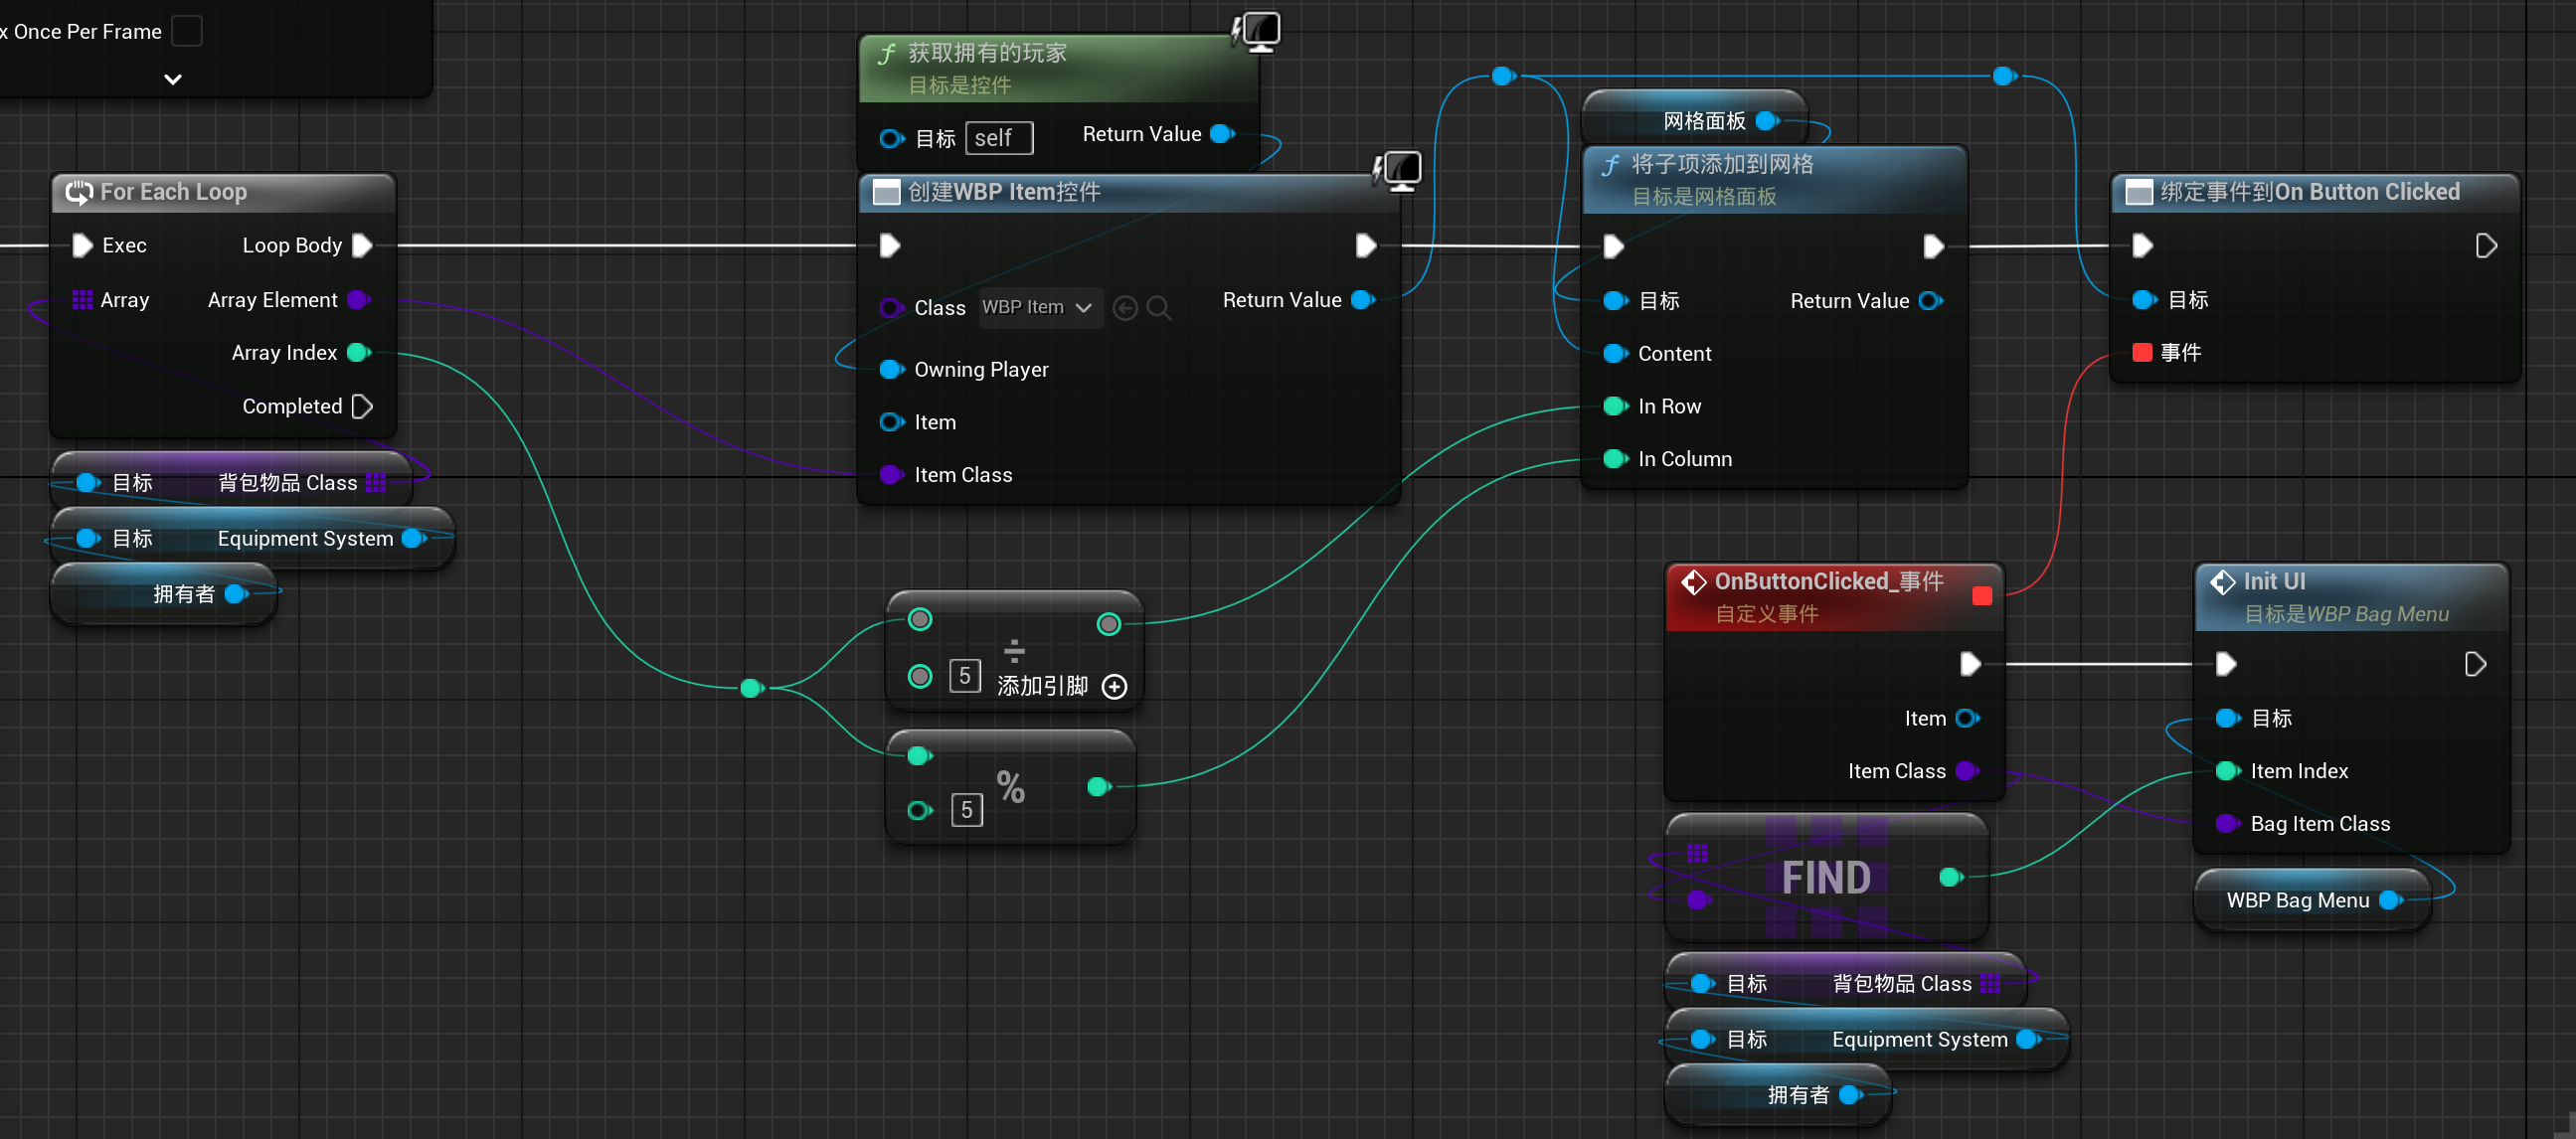 x Once Per Frame
获取拥有的玩家
目标是控件
目标 self Return Value
For Each Loop
Exec Loop Body
Array Array Element
Array Index
Completed
目标 背包物品 Class
目标 Equipment System
拥有者
创建WBP Item控件
Class WBP Item Return Value
Owning Player
Item
Item Class
÷
5 添加引脚
%
5
网格面板
将子项添加到网格
目标是网格面板
目标 Return Value
Content
In Row
In Column
绑定事件到On Button Clicked
目标
事件
OnButtonClicked_事件
自定义事件
Item
Item Class
FIND
目标 背包物品 Class
目标 Equipment System
拥有者
Init UI
目标是WBP Bag Menu
目标
Item Index
Bag Item Class
WBP Bag Menu